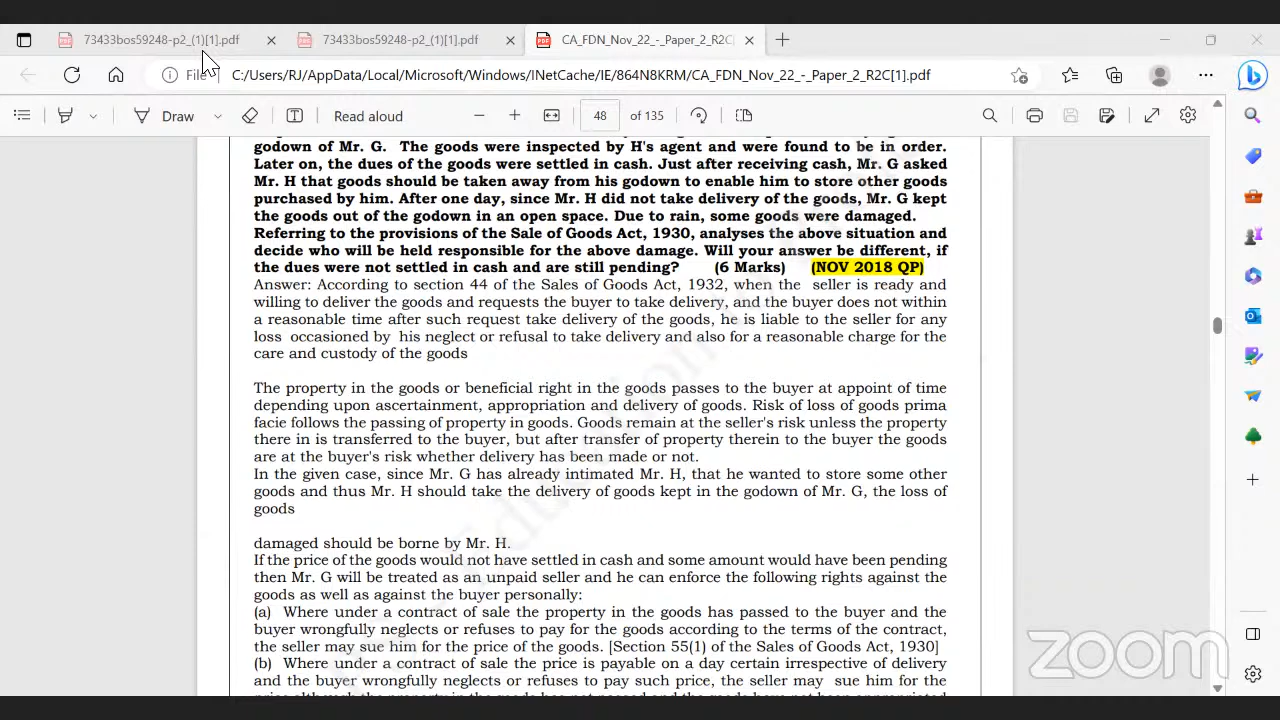 73433bos59248-p2_(1)[1].pdf
73433bos59248-p2_(1)[1].pdf
CA_FDN_Nov_22_-_Paper_2_R2C
File
C:/Users/RJ/AppData/Local/Microsoft/Windows/INetCache/IE/864N8KRM/CA_FDN_Nov_22_-_Paper_2_R2C[1].pdf
Draw
Read aloud
48 of 135
godown of Mr. G. The goods were inspected by H's agent and were found to be in order.
Later on, the dues of the goods were settled in cash. Just after receiving cash, Mr. G asked
Mr. H that goods should be taken away from his godown to enable him to store other goods
purchased by him. After one day, since Mr. H did not take delivery of the goods, Mr. G kept
the goods out of the godown in an open space. Due to rain, some goods were damaged.
Referring to the provisions of the Sale of Goods Act, 1930, analyses the above situation and
decide who will be held responsible for the above damage. Will your answer be different, if
the dues were not settled in cash and are still pending? (6 Marks) (NOV 2018 QP)
Answer: According to section 44 of the Sales of Goods Act, 1932, when the seller is ready and
willing to deliver the goods and requests the buyer to take delivery, and the buyer does not within
a reasonable time after such request take delivery of the goods, he is liable to the seller for any
loss occasioned by his neglect or refusal to take delivery and also for a reasonable charge for the
care and custody of the goods
The property in the goods or beneficial right in the goods passes to the buyer at appoint of time
depending upon ascertainment, appropriation and delivery of goods. Risk of loss of goods prima
facie follows the passing of property in goods. Goods remain at the seller's risk unless the property
there in is transferred to the buyer, but after transfer of property therein to the buyer the goods
are at the buyer's risk whether delivery has been made or not.
In the given case, since Mr. G has already intimated Mr. H, that he wanted to store some other
goods and thus Mr. H should take the delivery of goods kept in the godown of Mr. G, the loss of
goods
damaged should be borne by Mr. H.
If the price of the goods would not have settled in cash and some amount would have been pending
then Mr. G will be treated as an unpaid seller and he can enforce the following rights against the
goods as well as against the buyer personally:
(a) Where under a contract of sale the property in the goods has passed to the buyer and the
buyer wrongfully neglects or refuses to pay for the goods according to the terms of the contract,
the seller may sue him for the price of the goods. [Section 55(1) of the Sales of Goods Act, 1930]
(b) Where under a contract of sale the price is payable on a day certain irrespective of delivery
and the buyer wrongfully neglects or refuses to pay such price, the seller may sue him for the
zoom